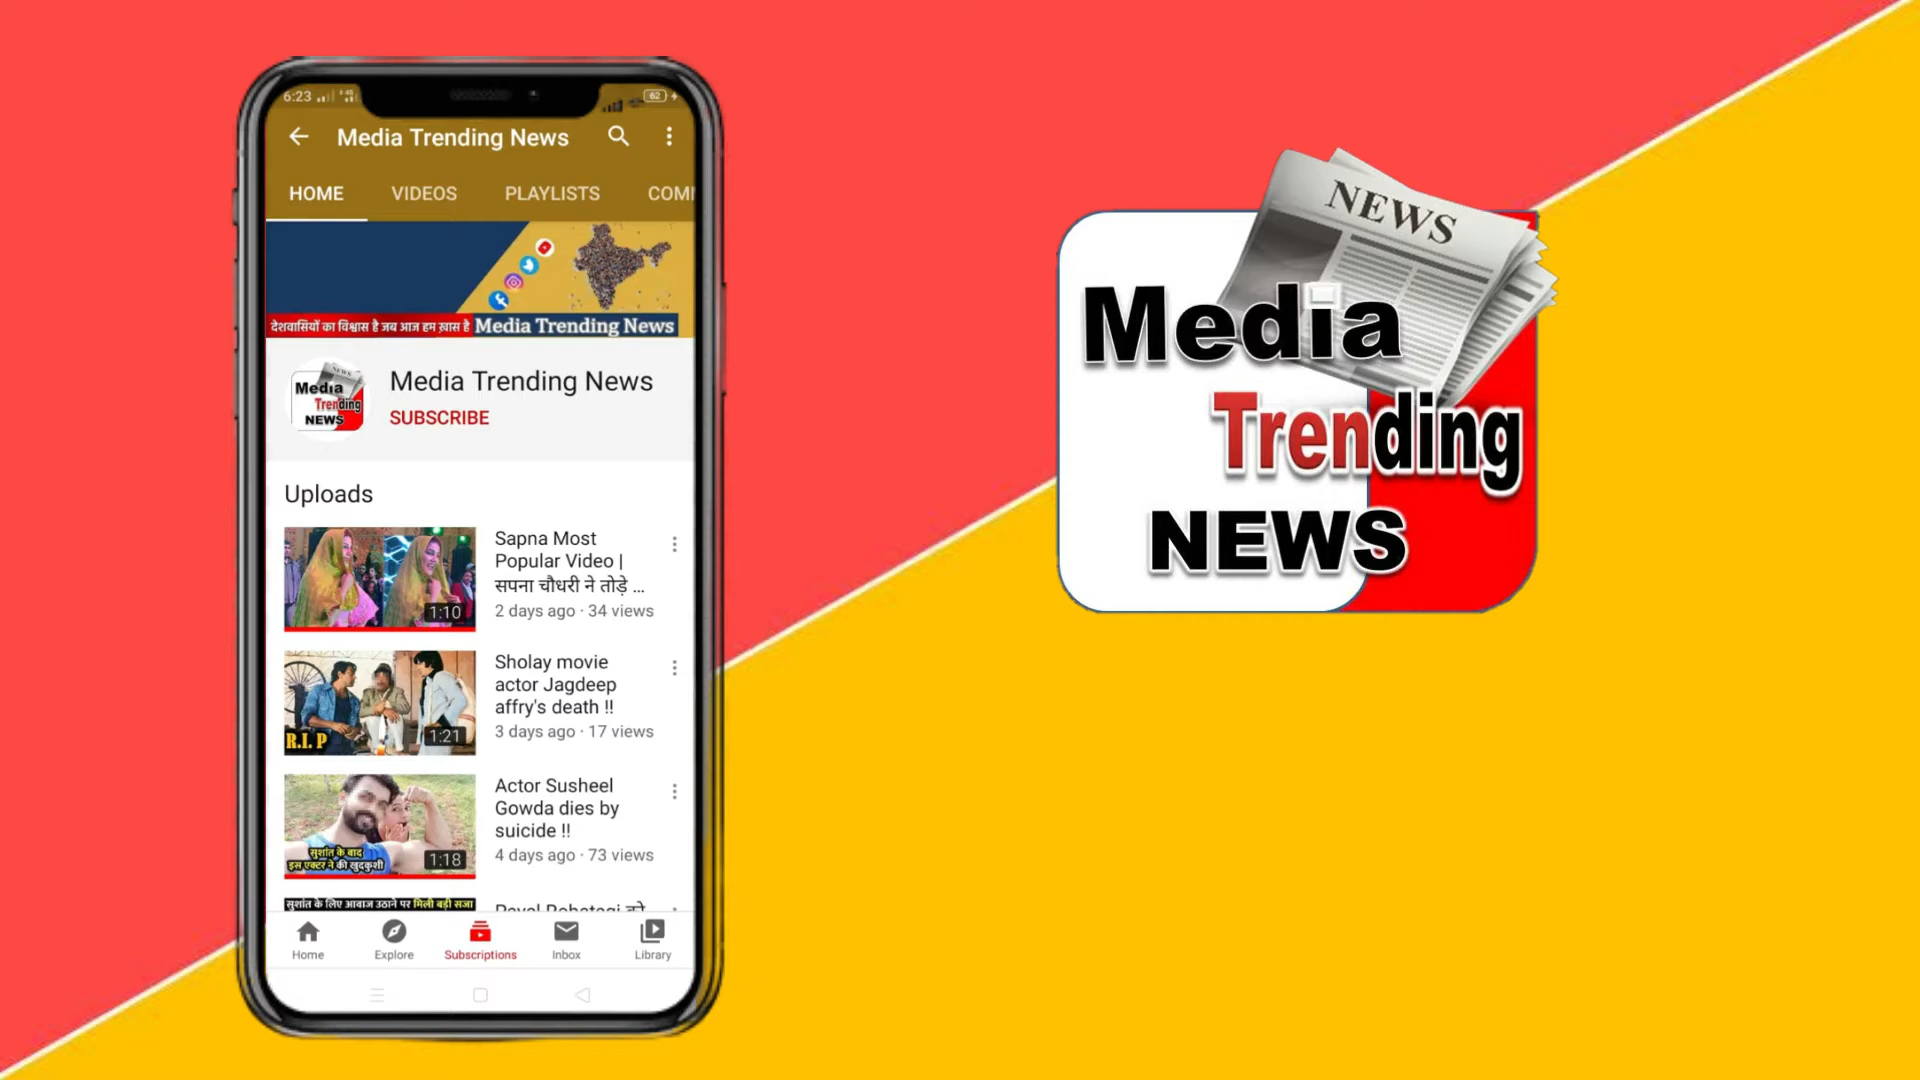 6:23
62
Media Trending News
HOME VIDEOS PLAYLISTS COM
देशवासियों का विश्वास है जब आज हम ख़ास है Media Trending News
NEWS
Media
Trending
NEWS
Media Trending News
SUBSCRIBE
Uploads
Sapna Most
Popular Video |
सपना चौधरी ने तोड़े ...
2 days ago · 34 views
1:10
Sholay movie
actor Jagdeep
affry's death !!
3 days ago · 17 views
R.I.P
1:21
Actor Susheel
Gowda dies by
suicide !!
4 days ago · 73 views
सुशांत के बाद
इस एक्टर ने की खुदकुशी
1:18
सुशांत के लिए आवाज उठाने पर मिली बड़ी सजा
Home Explore Subscriptions Inbox Library
NEWS
Media
Trending
NEWS